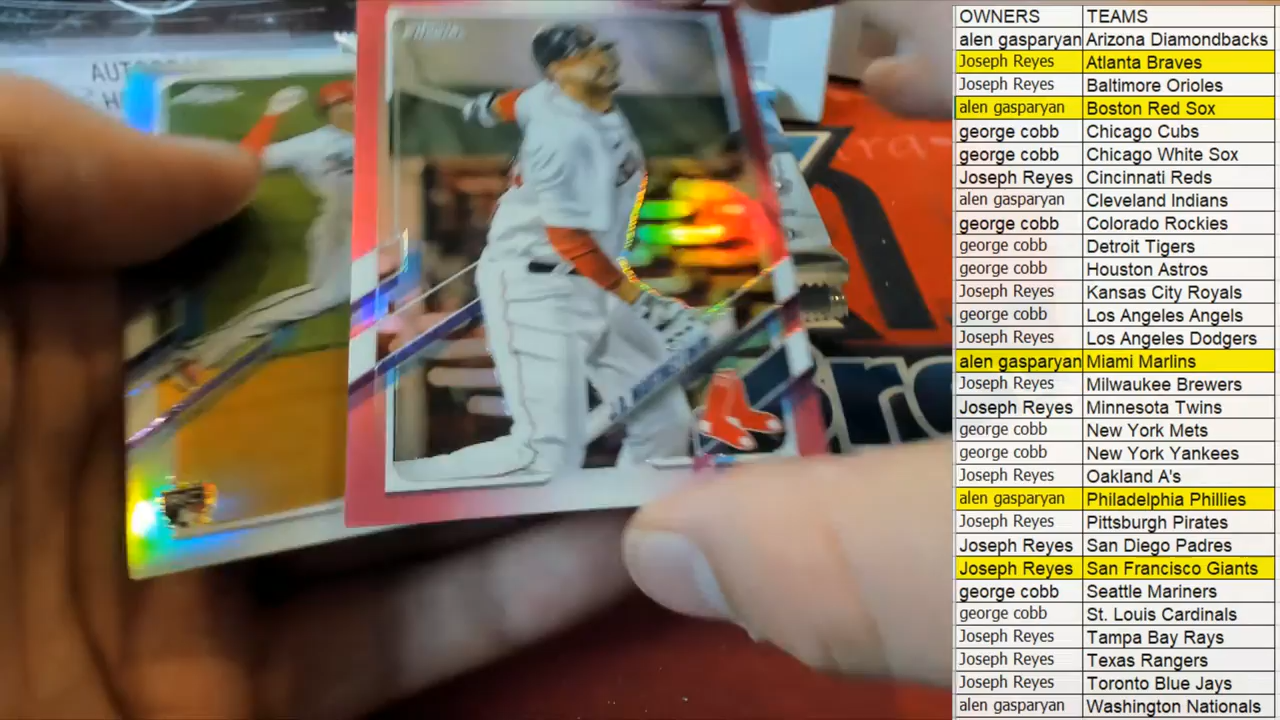 OWNERS TEAMS
alen gasparyan Arizona Diamondbacks
Joseph Reyes Atlanta Braves
Joseph Reyes Baltimore Orioles
alen gasparyan Boston Red Sox
george cobb Chicago Cubs
george cobb Chicago White Sox
Joseph Reyes Cincinnati Reds
alen gasparyan Cleveland Indians
george cobb Colorado Rockies
george cobb Detroit Tigers
george cobb Houston Astros
Joseph Reyes Kansas City Royals
george cobb Los Angeles Angels
Joseph Reyes Los Angeles Dodgers
alen gasparyan Miami Marlins
Joseph Reyes Milwaukee Brewers
Joseph Reyes Minnesota Twins
george cobb New York Mets
george cobb New York Yankees
Joseph Reyes Oakland A's
alen gasparyan Philadelphia Phillies
Joseph Reyes Pittsburgh Pirates
Joseph Reyes San Diego Padres
Joseph Reyes San Francisco Giants
george cobb Seattle Mariners
george cobb St. Louis Cardinals
Joseph Reyes Tampa Bay Rays
Joseph Reyes Texas Rangers
Joseph Reyes Toronto Blue Jays
alen gasparyan Washington Nationals